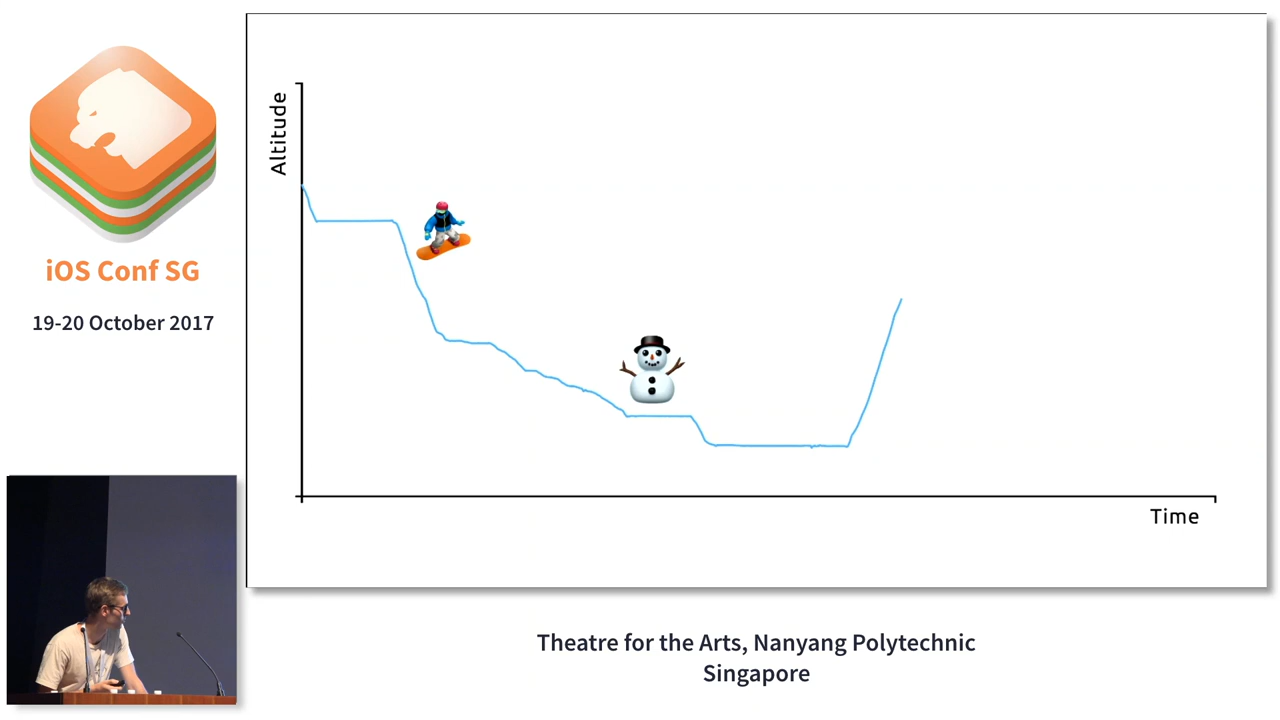 iOS Conf SG
19-20 October 2017
Altitude
Time
Theatre for the Arts, Nanyang Polytechnic
Singapore